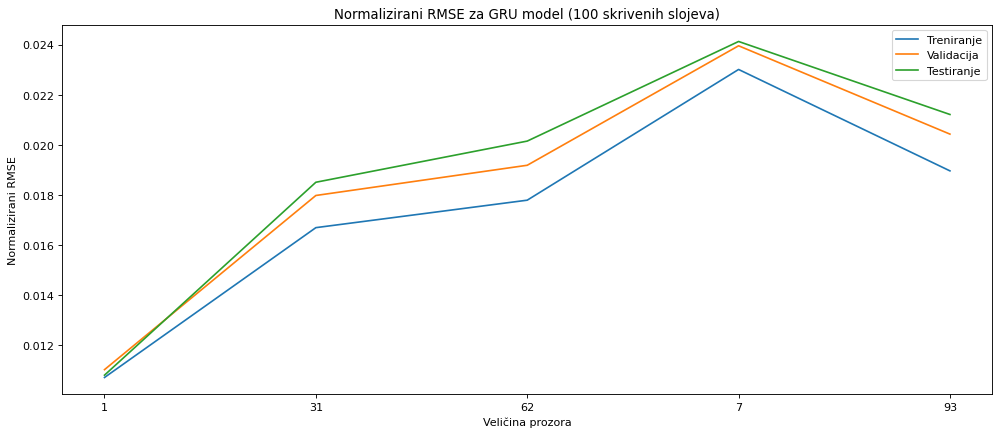 Normalizirani RMSE za GRU model (100 skrivenih slojeva)
Treniranje
Validacija
Testiranje
0.024
0.022
0.020
0.018
0.016
0.014
0.012
Normalizirani RMSE
1 31 62 7 93
Veličina prozora